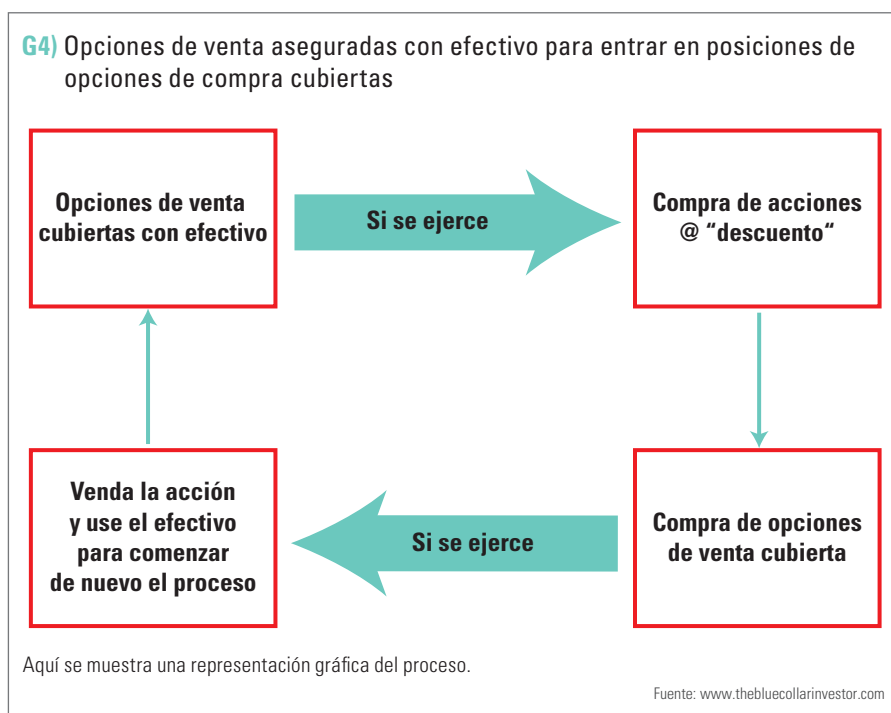 G4) Opciones de venta aseguradas con efectivo para entrar en posiciones de
opciones de compra cubiertas
Opciones de venta
cubiertas con efectivo
Si se ejerce
Compra de acciones
@ “descuento“
Venda la acción
y use el efectivo
para comenzar
de nuevo el proceso
Si se ejerce
Compra de opciones
de venta cubierta
Aquí se muestra una representación gráfica del proceso.
Fuente: www.thebluecollarinvestor.com